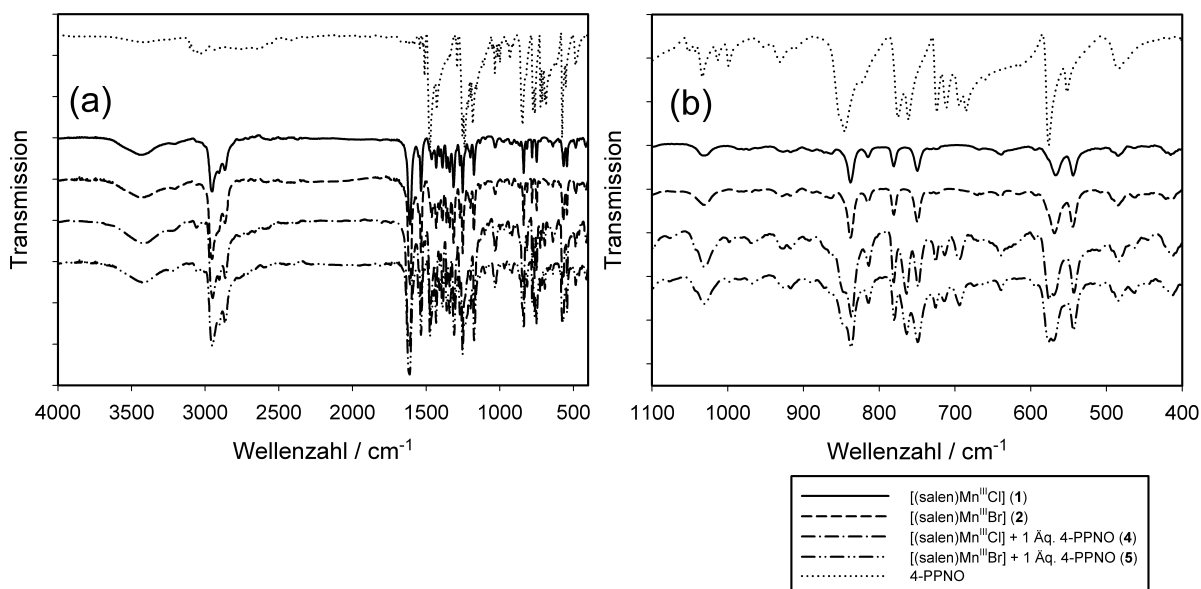 (a)
Transmission
4000 3500 3000 2500 2000 1500 1000 500
Wellenzahl / cm⁻¹
(b)
Transmission
1100 1000 900 800 700 600 500 400
Wellenzahl / cm⁻¹
[(salen)MnᴵᴵᴵCl] (1)
[(salen)MnᴵᴵᴵBr] (2)
[(salen)MnᴵᴵᴵCl] + 1 Äq. 4-PPNO (4)
[(salen)MnᴵᴵᴵBr] + 1 Äq. 4-PPNO (5)
4-PPNO